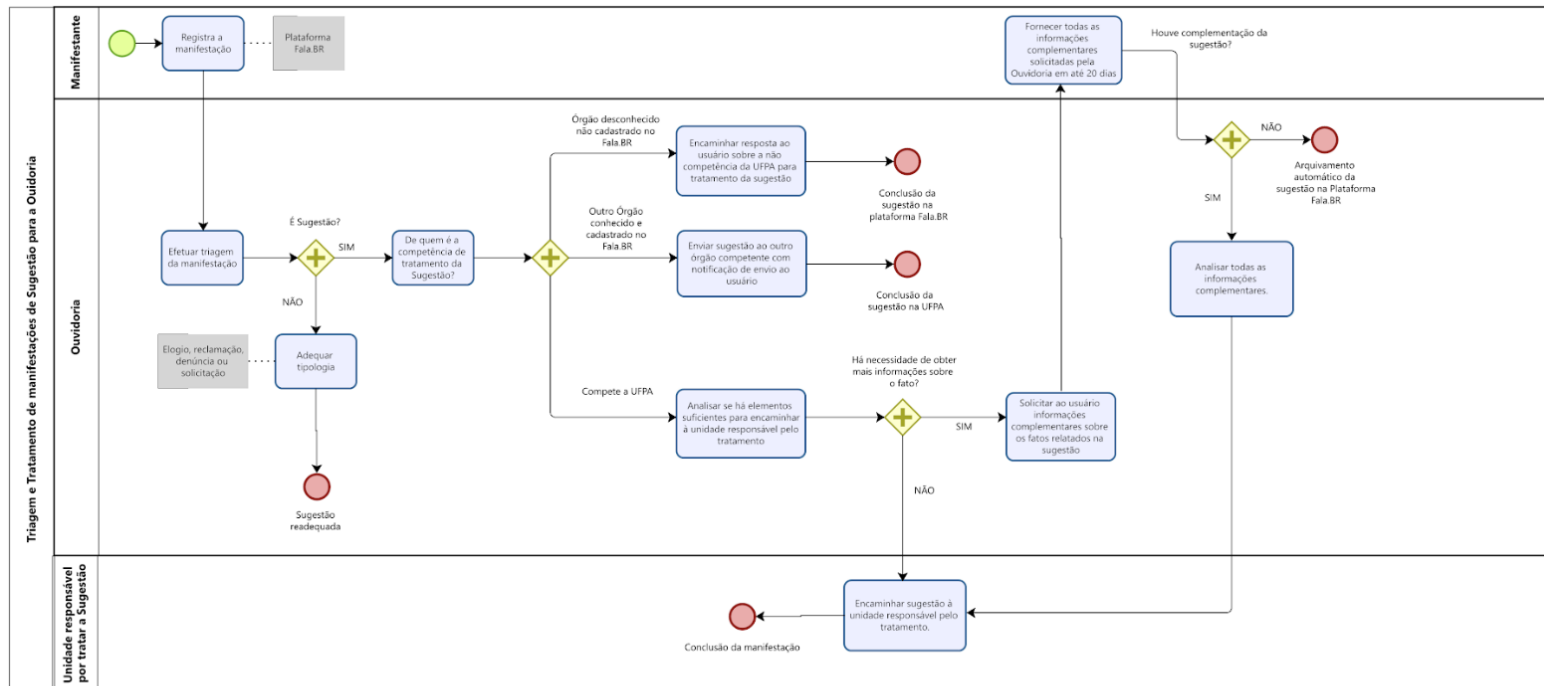 Triagem e Tratamento de manifestações de Sugestão para a Ouidoria
Manifestante
Registra a
manifestação
Plataforma
Fala.BR
Fornecer todas as
informações
complementares
solicitadas pela
Ouvidoria em até 20 dias
Houve complementação da
sugestão?
Ouvidoria
Efetuar triagem
da manifestação
É Sugestão?
SIM
NÃO
Elogio, reclamação,
denúncia ou
solicitação
Adequar
tipologia
Sugestão
readequada
De quem é a
competência de
tratamento da
Sugestão?
Órgão desconhecido
não cadastrado no
Fala.BR
Encaminhar resposta ao
usuário sobre a não
competência da UFPA para
tratamento da sugestão
Conclusão da
sugestão na
plataforma Fala.BR
Outro Órgão
conhecido e
cadastrado no
Fala.BR
Enviar sugestão ao outro
órgão competente com
notificação de envio ao
usuário
Conclusão da
sugestão na UFPA
Compete a UFPA
Analisar se há elementos
suficientes para encaminhar
à unidade responsável pelo
tratamento
Há necessidade de obter
mais informações sobre
o fato?
SIM
NÃO
Solicitar ao usuário
informações
complementares sobre
os fatos relatados na
sugestão
NÃO
Arquivamento
automático da
sugestão na Plataforma
Fala.BR
SIM
Analisar todas as
informações
complementares.
Unidade responsável
por tratar a Sugestão
Encaminhar sugestão à
unidade responsável pelo
tratamento.
Conclusão da manifestação